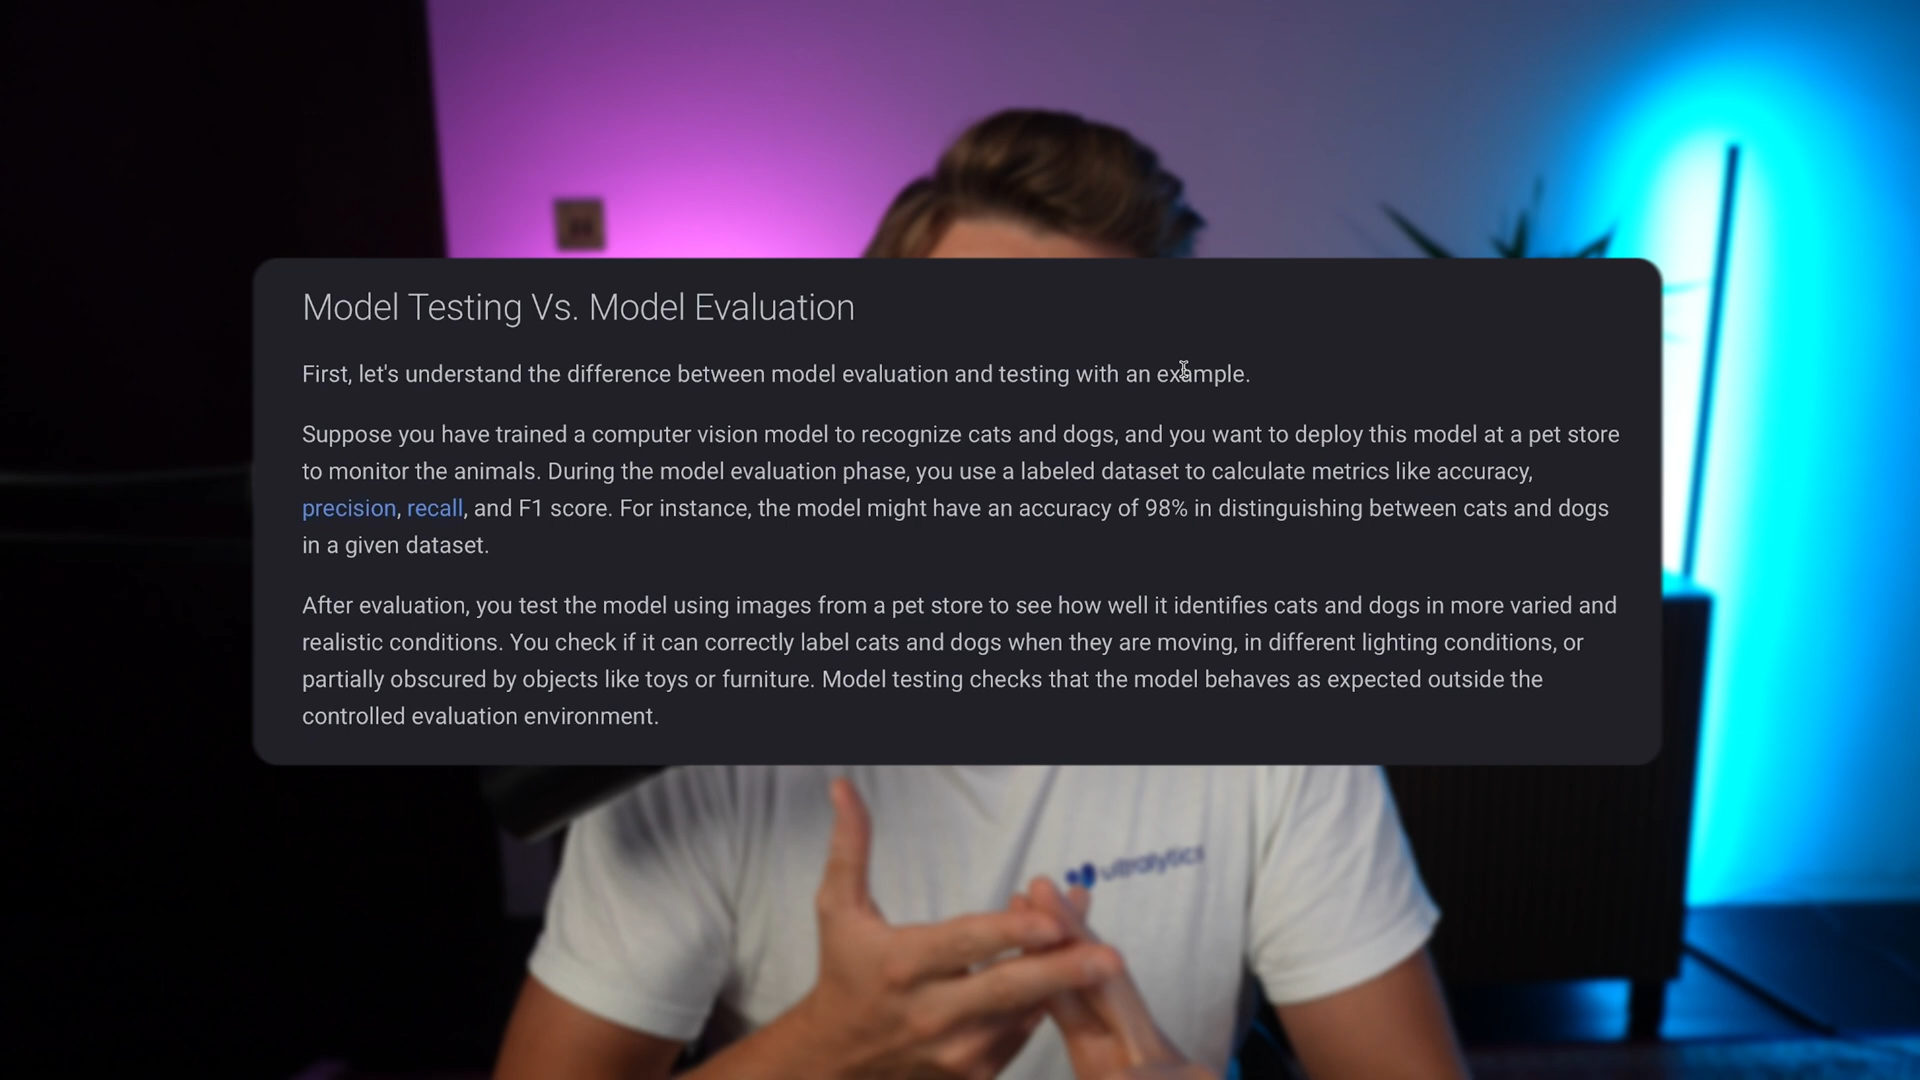 Model Testing Vs. Model Evaluation
First, let's understand the difference between model evaluation and testing with an example.
Suppose you have trained a computer vision model to recognize cats and dogs, and you want to deploy this model at a pet store
to monitor the animals. During the model evaluation phase, you use a labeled dataset to calculate metrics like accuracy,
precision, recall, and F1 score. For instance, the model might have an accuracy of 98% in distinguishing between cats and dogs
in a given dataset.
After evaluation, you test the model using images from a pet store to see how well it identifies cats and dogs in more varied and
realistic conditions. You check if it can correctly label cats and dogs when they are moving, in different lighting conditions, or
partially obscured by objects like toys or furniture. Model testing checks that the model behaves as expected outside the
controlled evaluation environment.
ultralytics